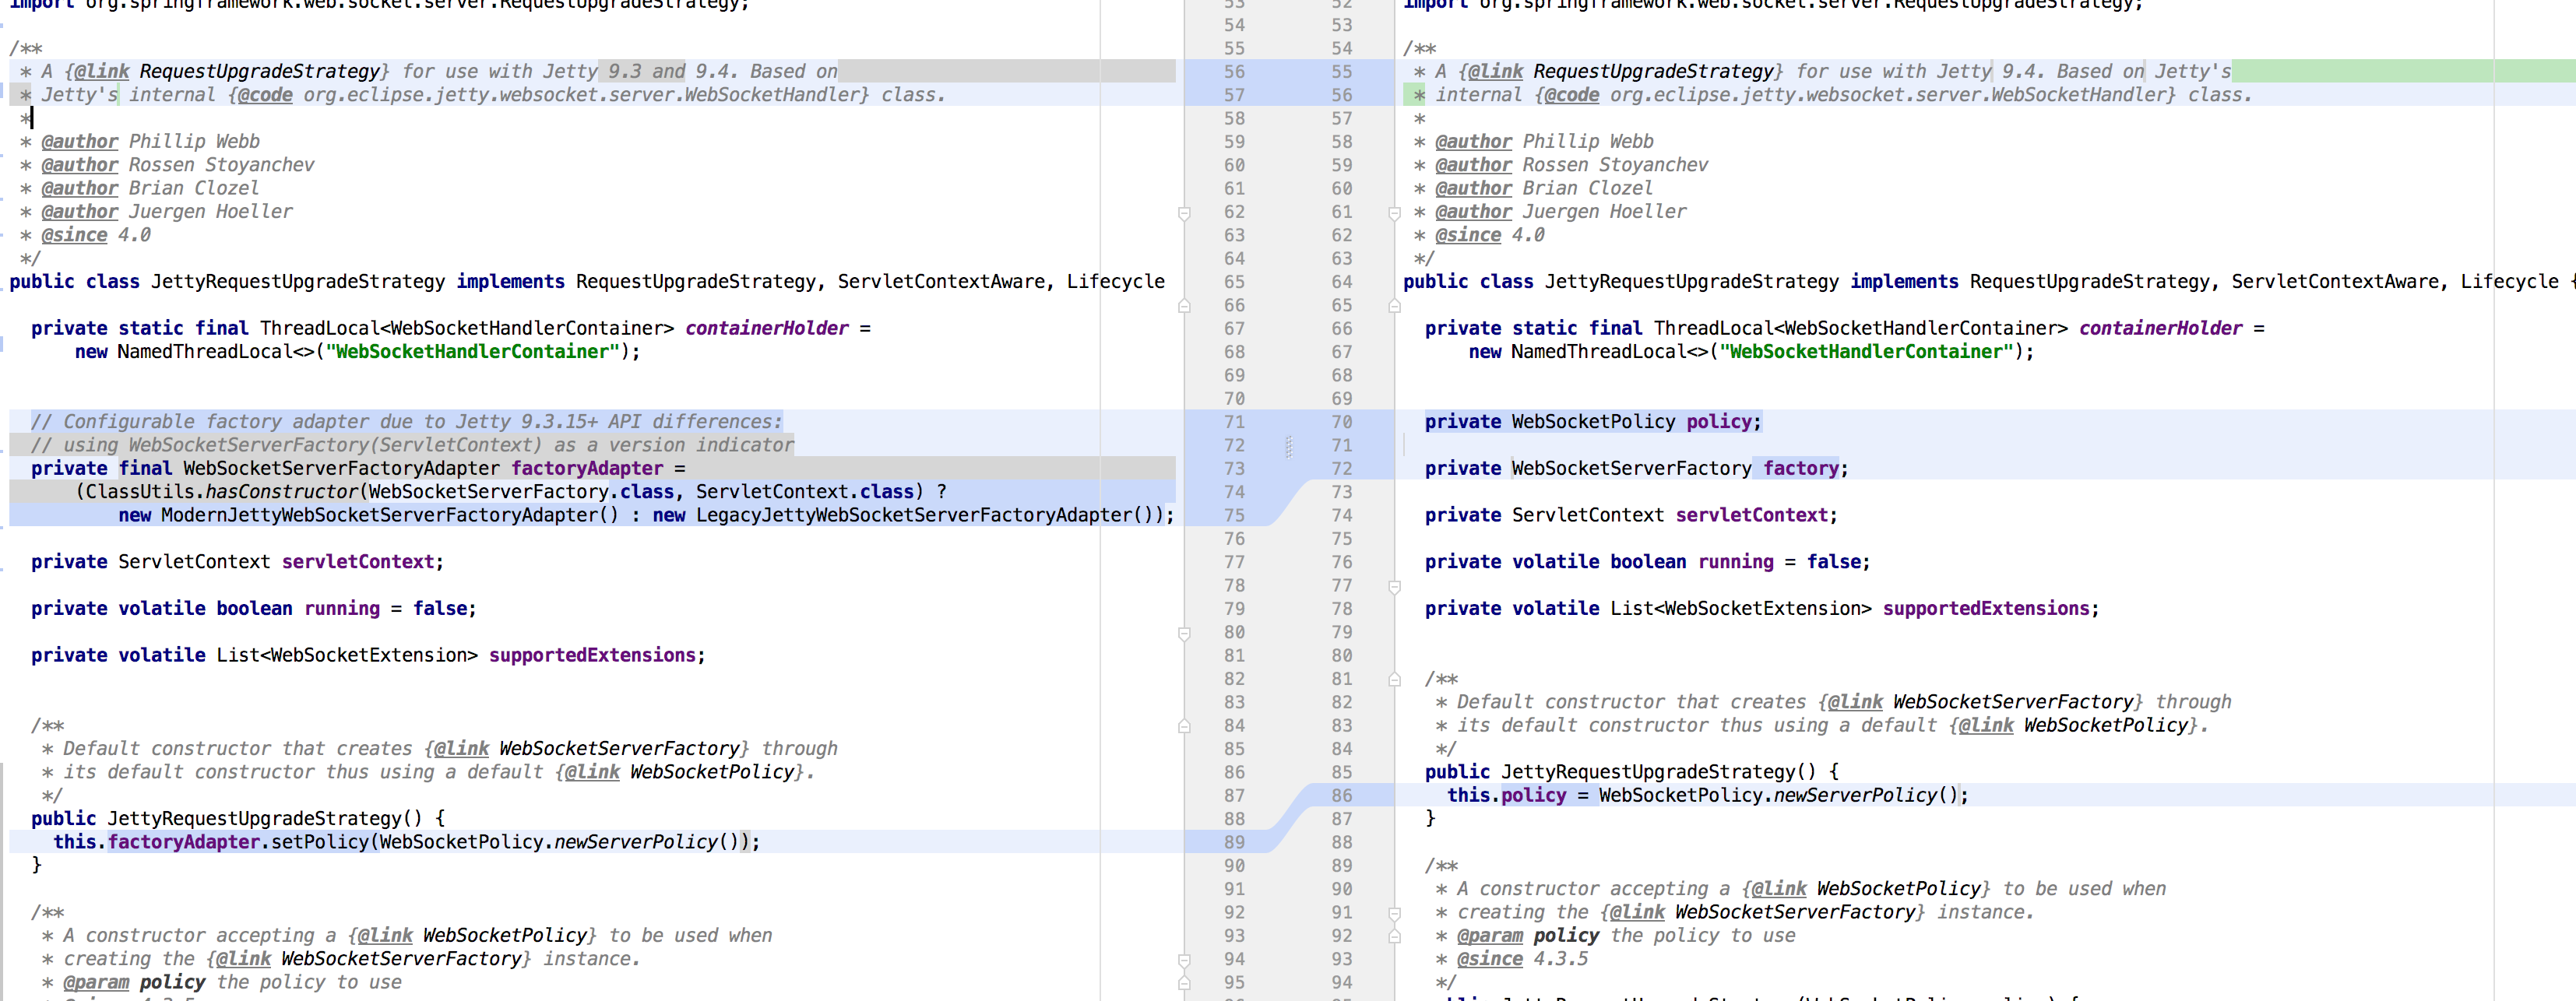 import org.springframework.web.socket.server.RequestUpgradeStrategy;
/**
* A {@link RequestUpgradeStrategy} for use with Jetty 9.3 and 9.4. Based on
* Jetty's internal {@code org.eclipse.jetty.websocket.server.WebSocketHandler} class.
*
* @author Phillip Webb
* @author Rossen Stoyanchev
* @author Brian Clozel
* @author Juergen Hoeller
* @since 4.0
*/
public class JettyRequestUpgradeStrategy implements RequestUpgradeStrategy, ServletContextAware, Lifecycle
private static final ThreadLocal<WebSocketHandlerContainer> containerHolder =
new NamedThreadLocal<>("WebSocketHandlerContainer");
// Configurable factory adapter due to Jetty 9.3.15+ API differences:
// using WebSocketServerFactory(ServletContext) as a version indicator
private final WebSocketServerFactoryAdapter factoryAdapter =
(ClassUtils.hasConstructor(WebSocketServerFactory.class, ServletContext.class) ?
new ModernJettyWebSocketServerFactoryAdapter() : new LegacyJettyWebSocketServerFactoryAdapter());
private ServletContext servletContext;
private volatile boolean running = false;
private volatile List<WebSocketExtension> supportedExtensions;
/**
* Default constructor that creates {@link WebSocketServerFactory} through
* its default constructor thus using a default {@link WebSocketPolicy}.
*/
public JettyRequestUpgradeStrategy() {
this.factoryAdapter.setPolicy(WebSocketPolicy.newServerPolicy());
}
/**
* A constructor accepting a {@link WebSocketPolicy} to be used when
* creating the {@link WebSocketServerFactory} instance.
* @param policy the policy to use
53 52
54 53
55 54
56 55
57 56
58 57
59 58
60 59
61 60
62 61
63 62
64 63
65 64
66 65
67 66
68 67
69 68
70 69
71 70
72 71
73 72
74 73
75 74
76 75
77 76
78 77
79 78
80 79
81 80
82 81
83 82
84 83
85 84
86 85
87 86
88 87
89 88
90 89
91 90
92 91
93 92
94 93
95 94
import org.springframework.web.socket.server.RequestUpgradeStrategy;
/**
* A {@link RequestUpgradeStrategy} for use with Jetty 9.4. Based on Jetty's
* internal {@code org.eclipse.jetty.websocket.server.WebSocketHandler} class.
*
* @author Phillip Webb
* @author Rossen Stoyanchev
* @author Brian Clozel
* @author Juergen Hoeller
* @since 4.0
*/
public class JettyRequestUpgradeStrategy implements RequestUpgradeStrategy, ServletContextAware, Lifecycle {
private static final ThreadLocal<WebSocketHandlerContainer> containerHolder =
new NamedThreadLocal<>("WebSocketHandlerContainer");
private WebSocketPolicy policy;
private WebSocketServerFactory factory;
private ServletContext servletContext;
private volatile boolean running = false;
private volatile List<WebSocketExtension> supportedExtensions;
/**
* Default constructor that creates {@link WebSocketServerFactory} through
* its default constructor thus using a default {@link WebSocketPolicy}.
*/
public JettyRequestUpgradeStrategy() {
this.policy = WebSocketPolicy.newServerPolicy();
}
/**
* A constructor accepting a {@link WebSocketPolicy} to be used when
* creating the {@link WebSocketServerFactory} instance.
* @param policy the policy to use
* @since 4.3.5
*/